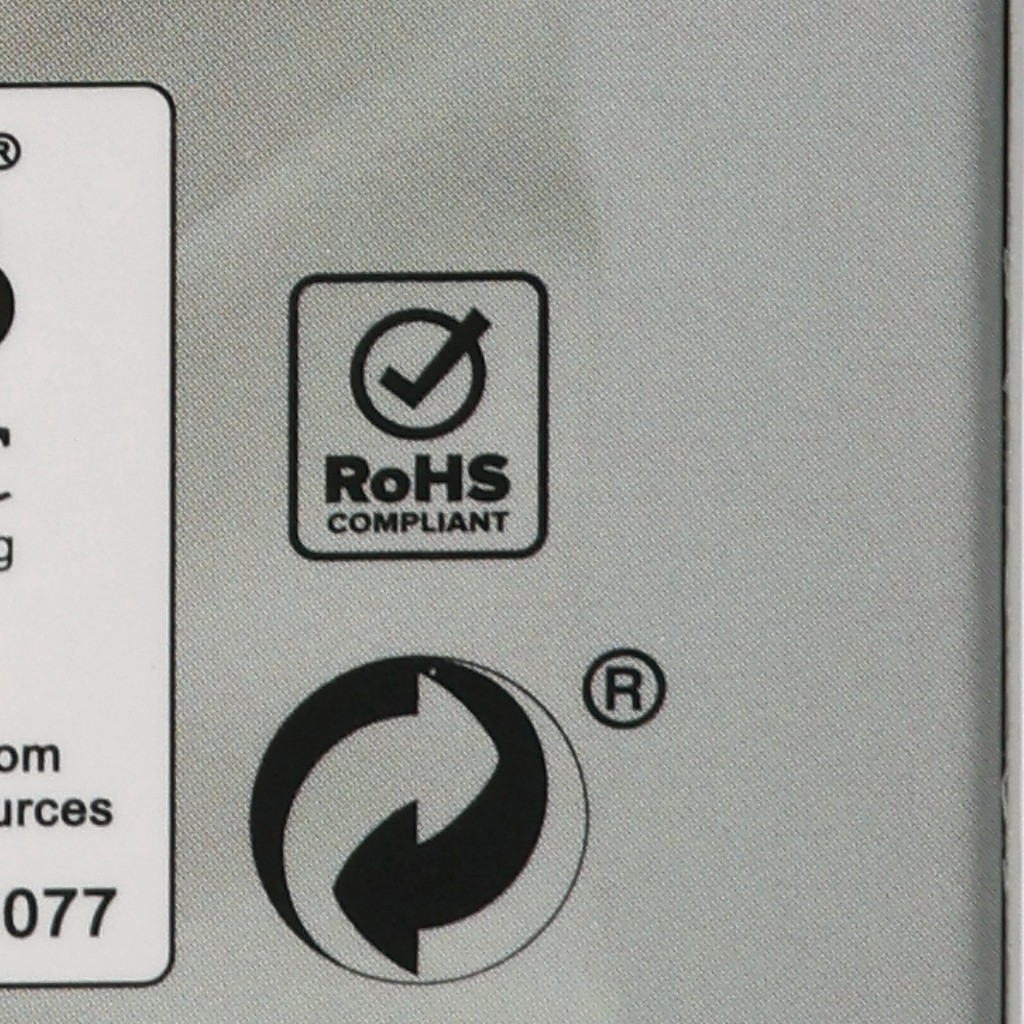 ®
g
om
urces
077
RoHS
COMPLIANT
®